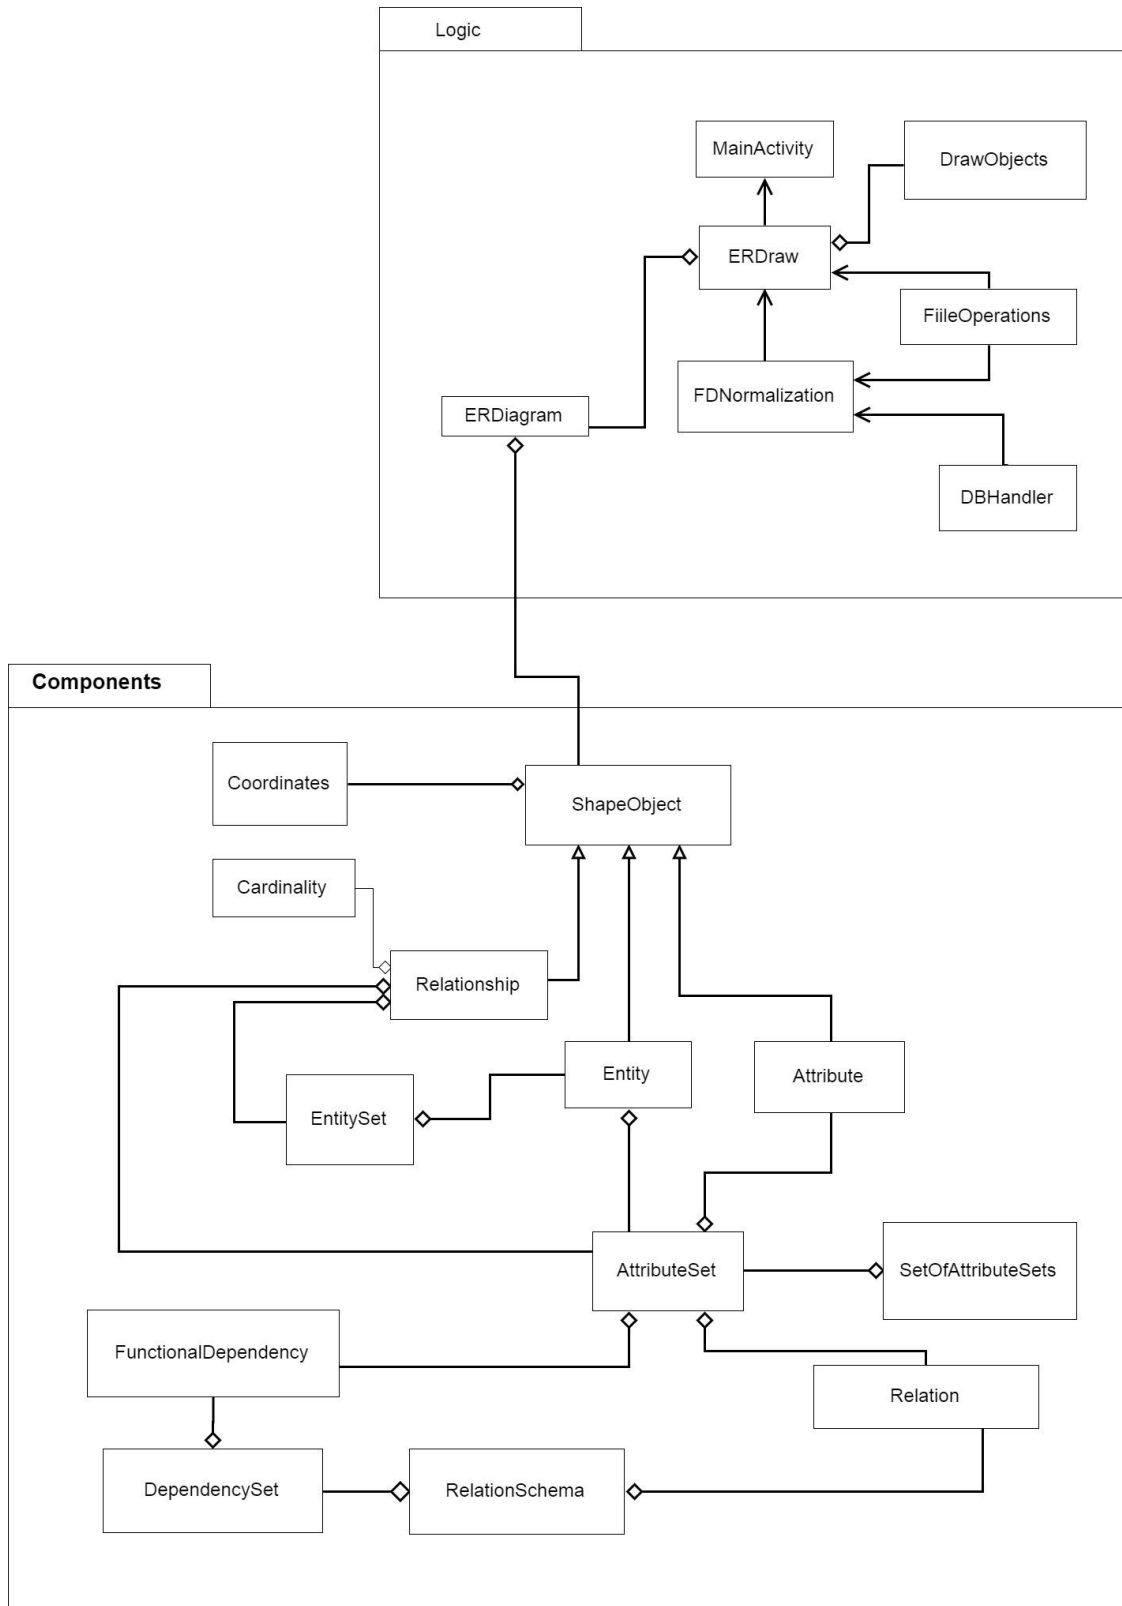 Logic
MainActivity
DrawObjects
ERDraw
FiileOperations
FDNormalization
ERDiagram
DBHandler
Components
Coordinates
ShapeObject
Cardinality
Relationship
Entity
Attribute
EntitySet
AttributeSet
SetOfAttributeSets
FunctionalDependency
Relation
DependencySet
RelationSchema